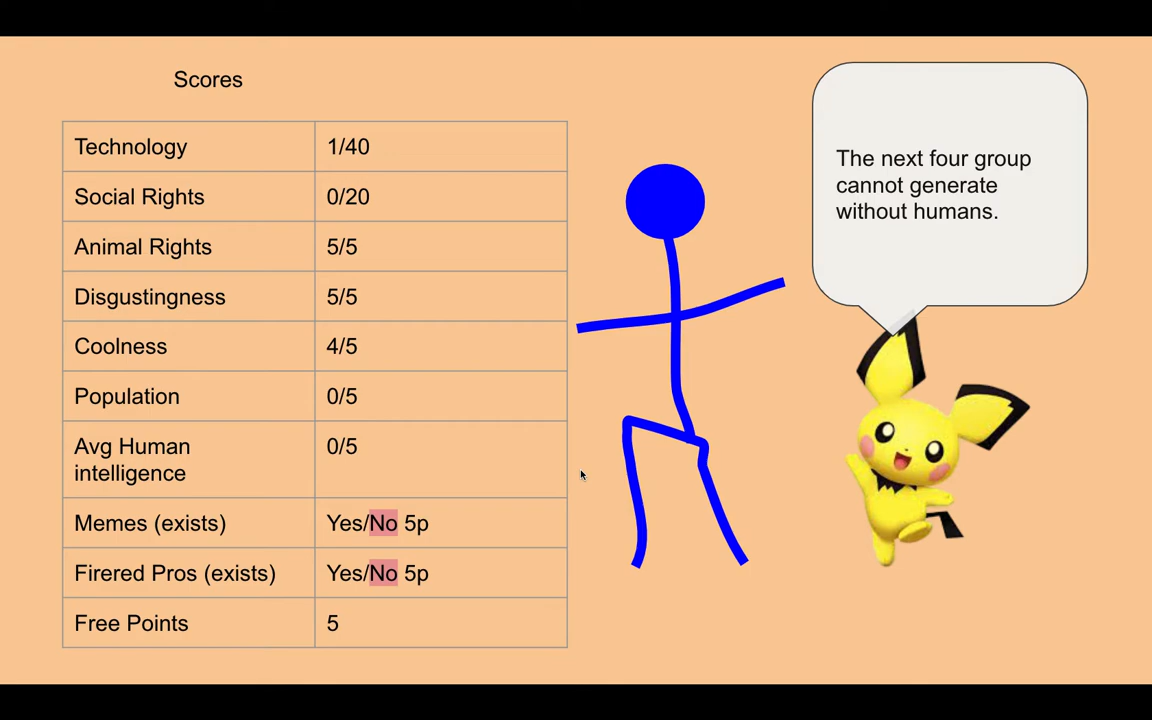 Scores
Technology 1/40
Social Rights 0/20
Animal Rights 5/5
Disgustingness 5/5
Coolness 4/5
Population 0/5
Avg Human 0/5
intelligence
Memes (exists) Yes/No 5p
Firered Pros (exists) Yes/No 5p
Free Points 5
The next four group
cannot generate
without humans.